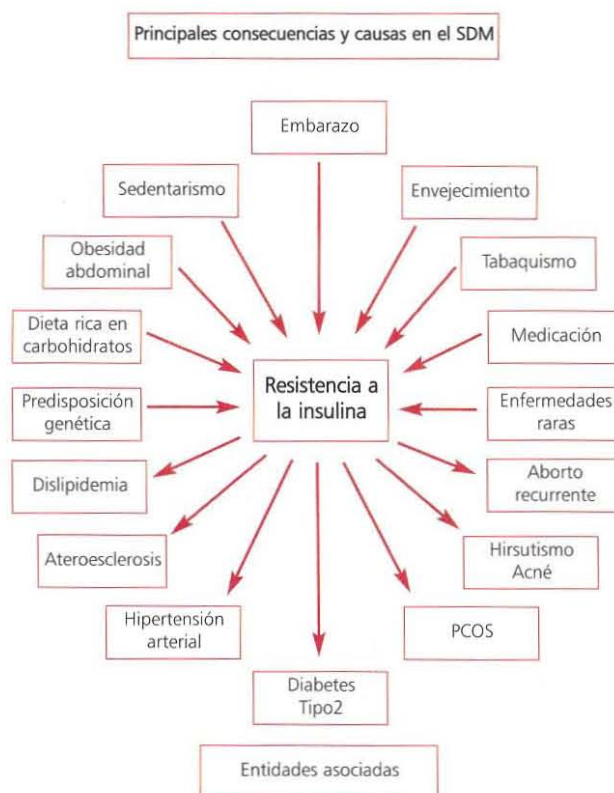 Principales consecuencias y causas en el SDM
Embarazo
Sedentarismo
Envejecimiento
Obesidad
abdominal
Tabaquismo
Dieta rica en
carbohidratos
Medicación
Resistencia a
la insulina
Predisposición
genética
Enfermedades
raras
Dislipidemia
Aborto
recurrente
Ateroesclerosis
Hirsutismo
Acné
Hipertensión
arterial
PCOS
Diabetes
Tipo2
Entidades asociadas